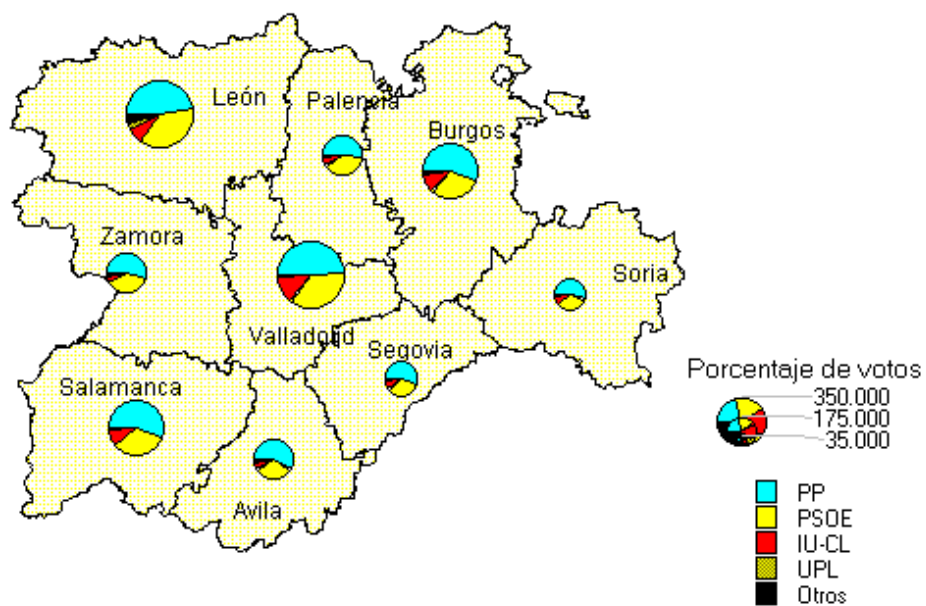 León
Palencia
Burgos
Zamora
Soria
Valladolid
Segovia
Salamanca
Avila
Porcentaje de votos
350.000
175.000
35.000
PP
PSOE
IU-CL
UPL
Otros